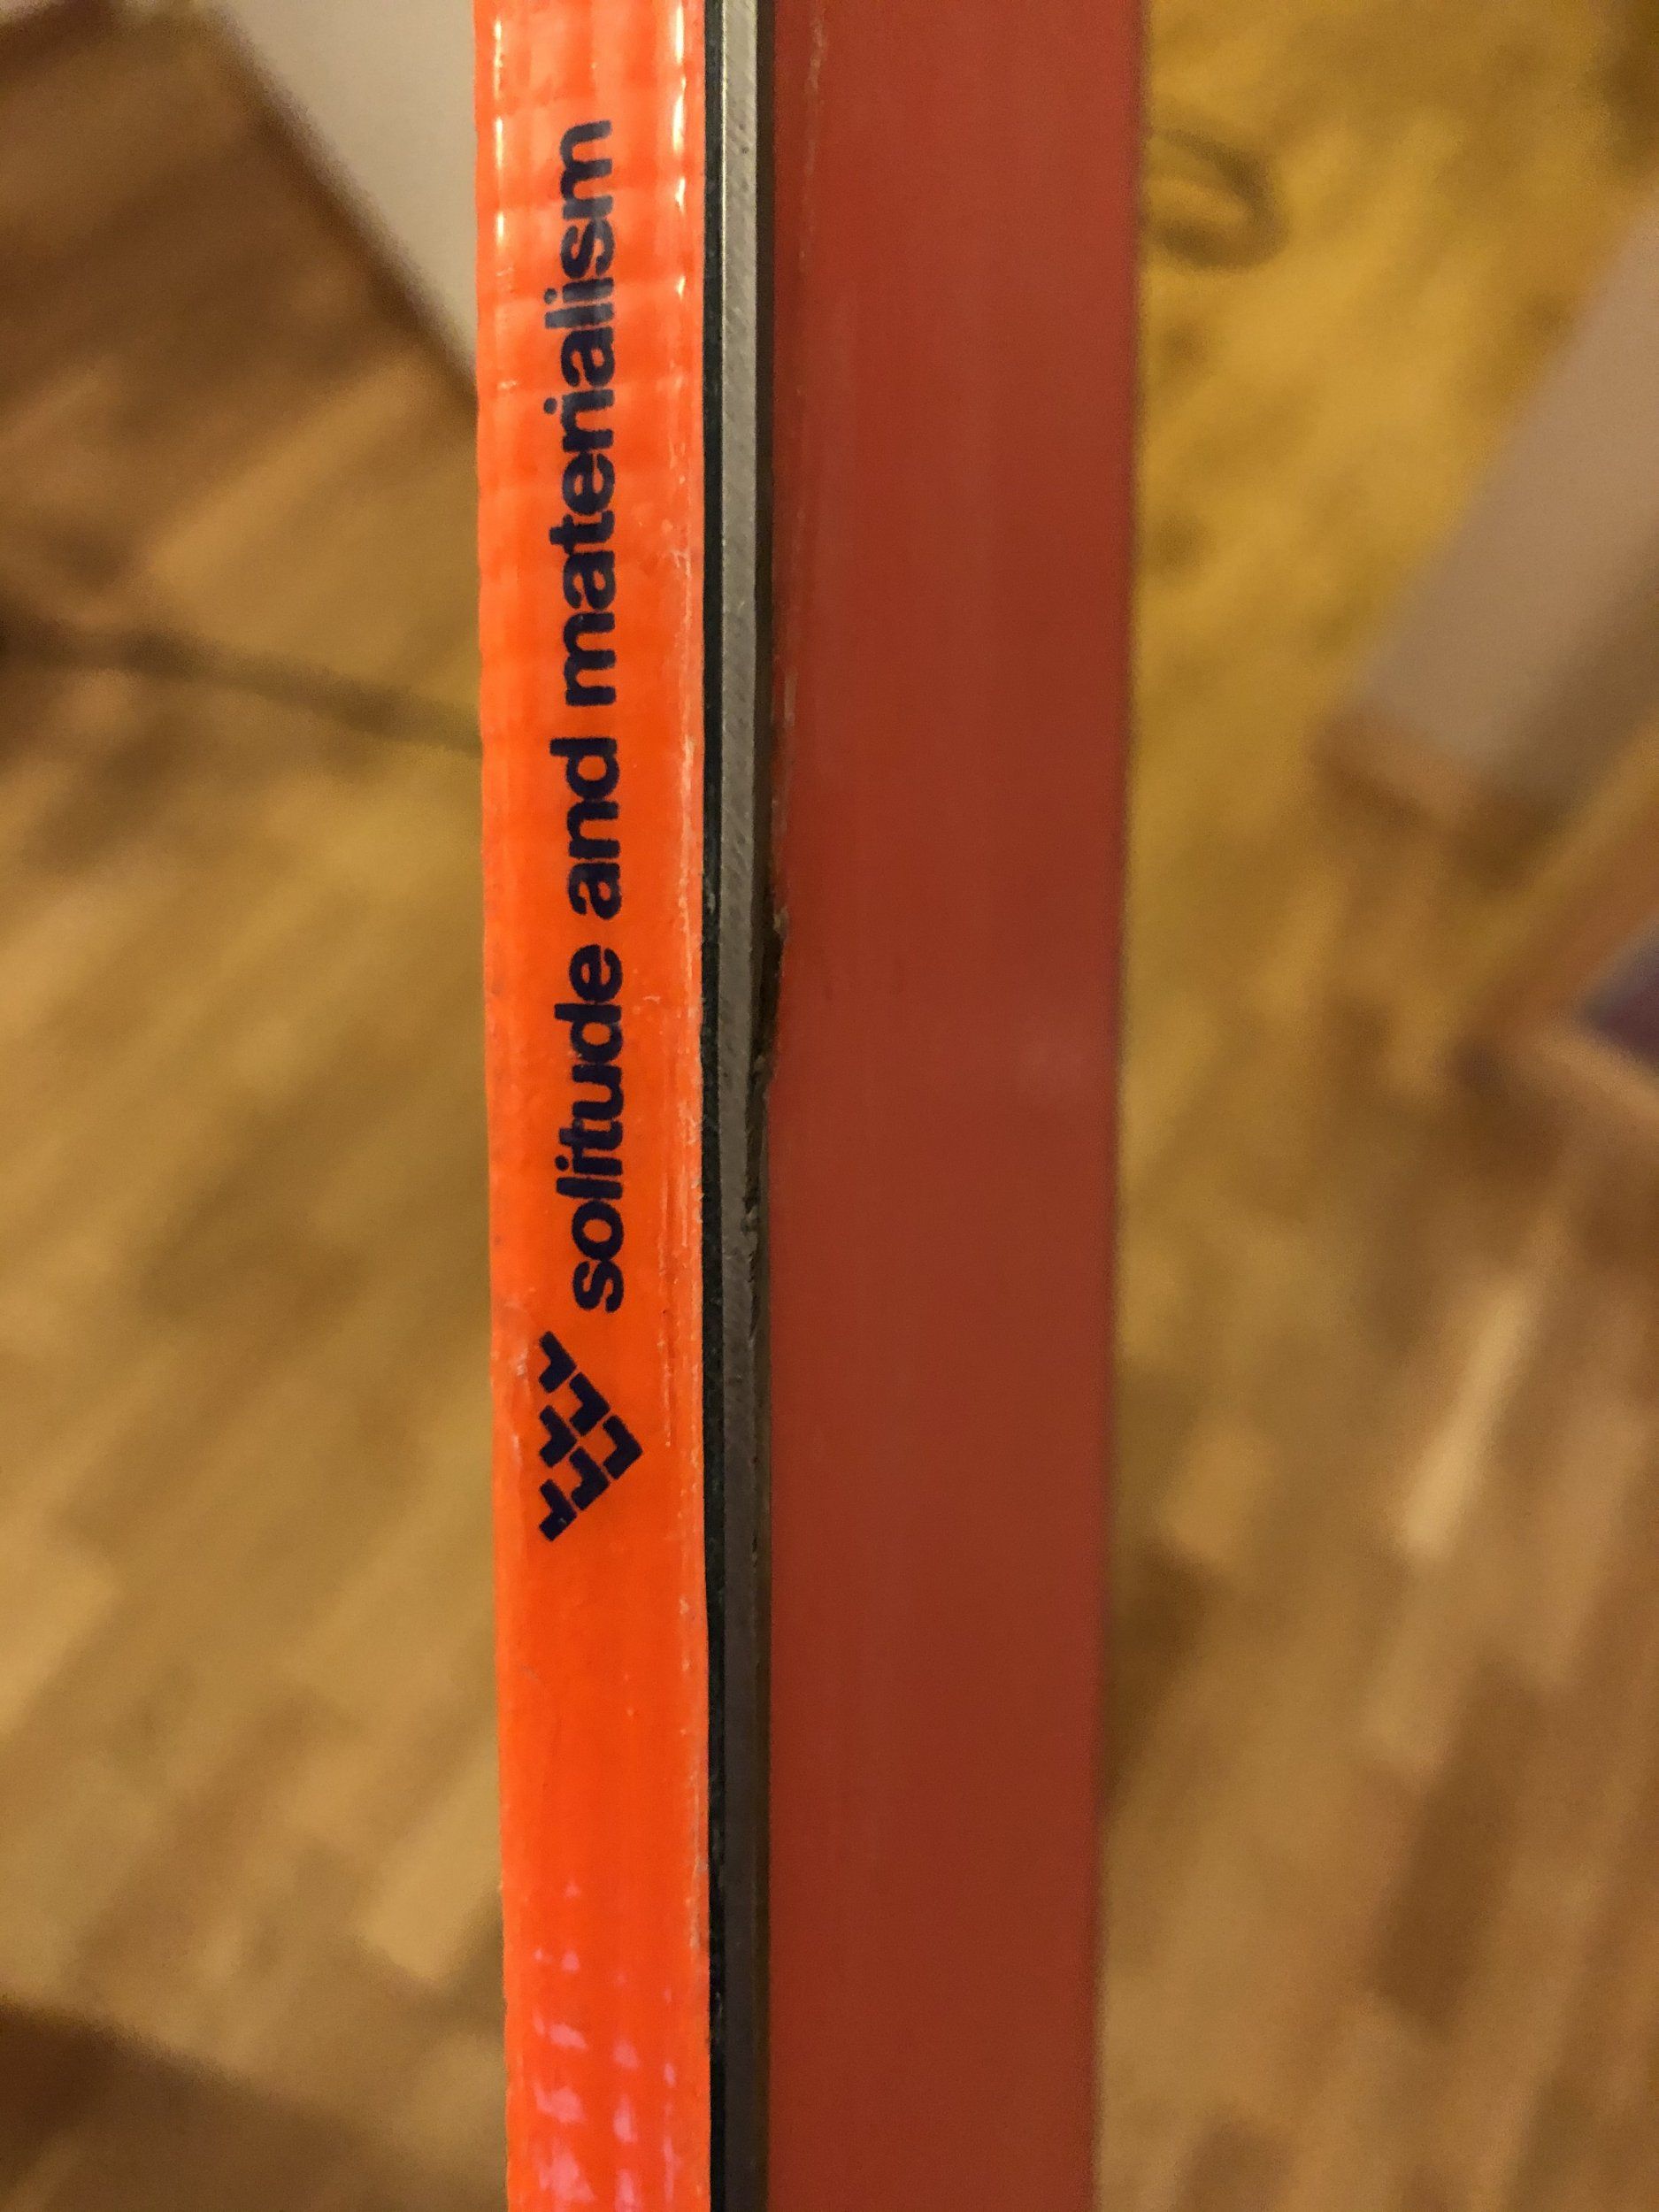 solitude and materialism